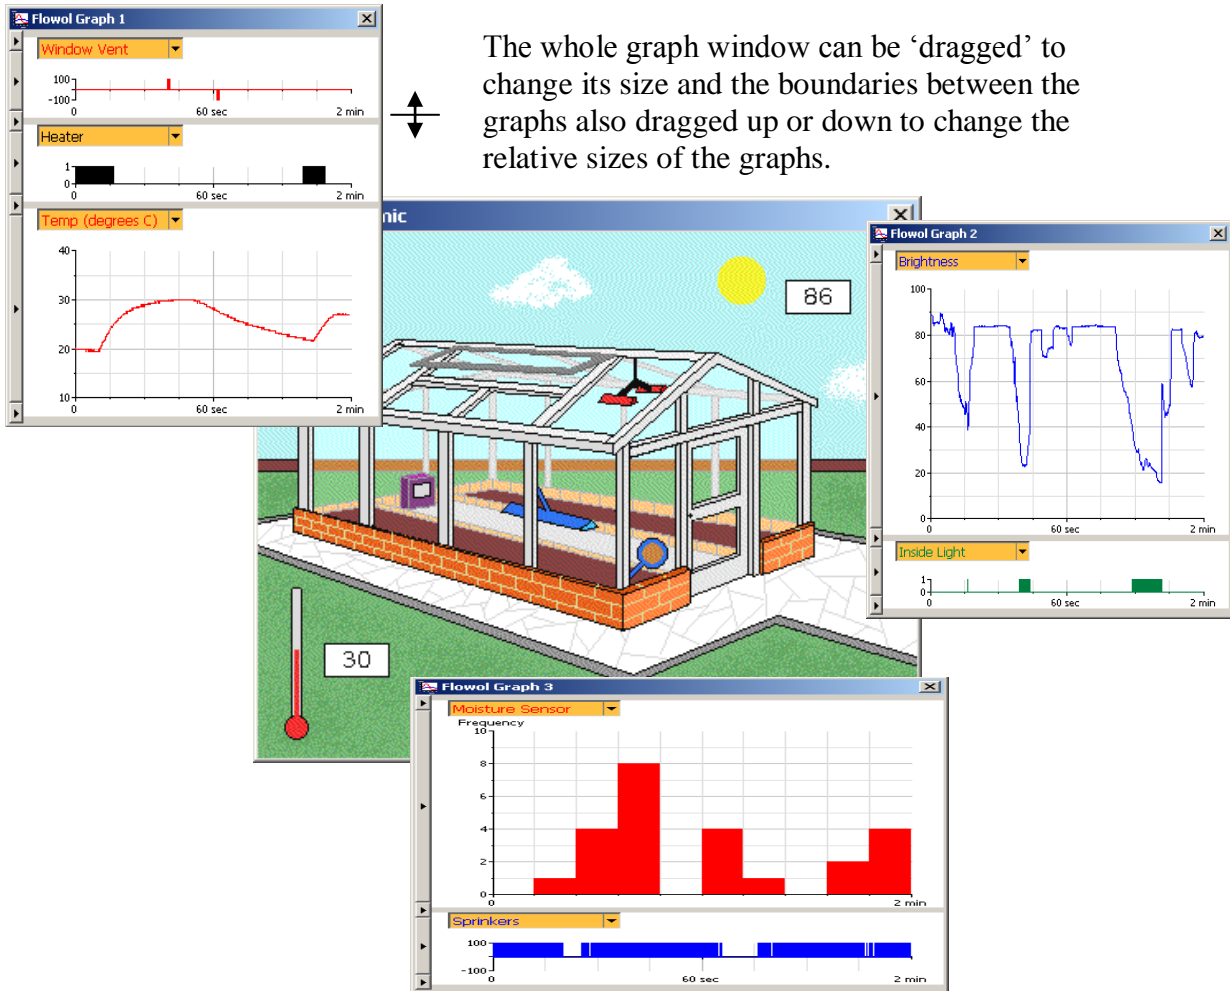 Flowol Graph 1
Window Vent
100
-100
0 60 sec 2 min
Heater
1
0
0 60 sec 2 min
Temp (degrees C)
40
30
20
10
0 60 sec 2 min
The whole graph window can be ‘dragged’ to
change its size and the boundaries between the
graphs also dragged up or down to change the
relative sizes of the graphs.
nic
86
30
Flowol Graph 2
Brightness
100
80
60
40
20
0
0 60 sec 2 min
Inside Light
1
0
0 60 sec 2 min
Flowol Graph 3
Moisture Sensor
Frequency
10
8
6
4
2
0
0 2 min
Sprinkers
100
-100
0 60 sec 2 min